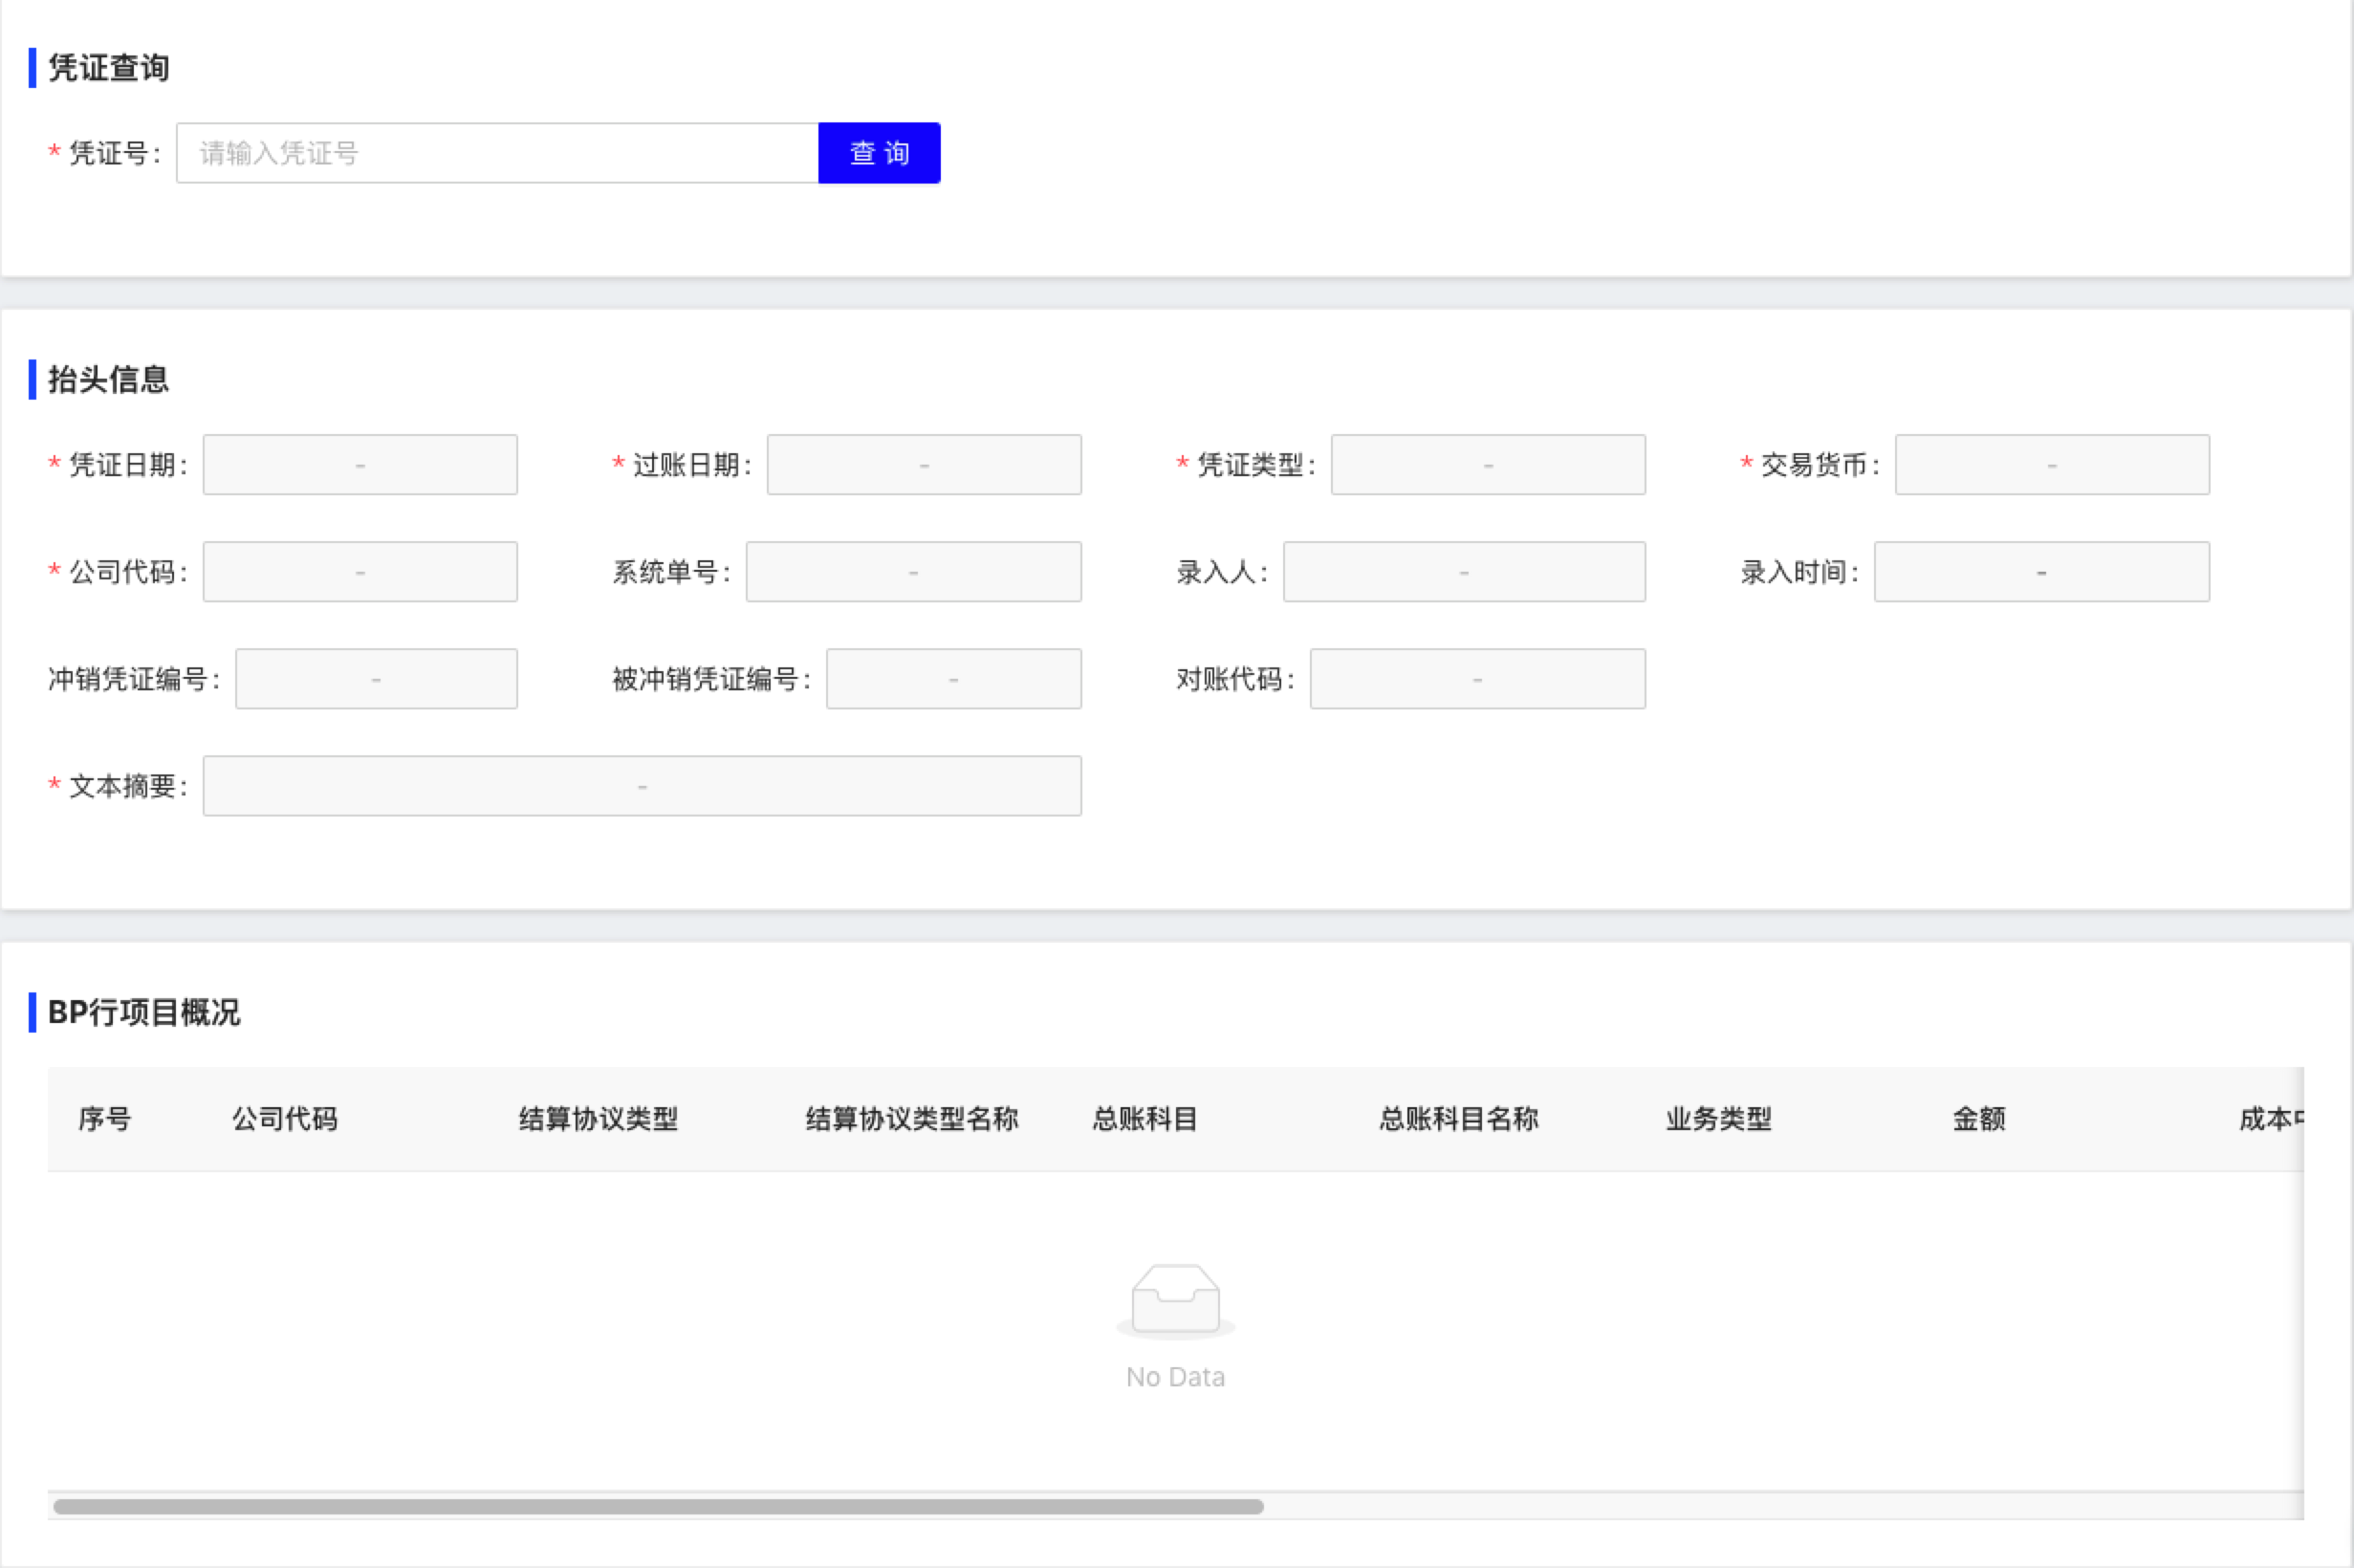 凭证查询
* 凭证号: 请输入凭证号 查 询
抬头信息
* 凭证日期: - * 过账日期: - * 凭证类型: - * 交易货币: -
* 公司代码: - 系统单号: - 录入人: - 录入时间: -
冲销凭证编号: - 被冲销凭证编号: - 对账代码: -
* 文本摘要: -
BP行项目概况
序号 公司代码 结算协议类型 结算协议类型名称 总账科目 总账科目名称 业务类型 金额 成本
No Data